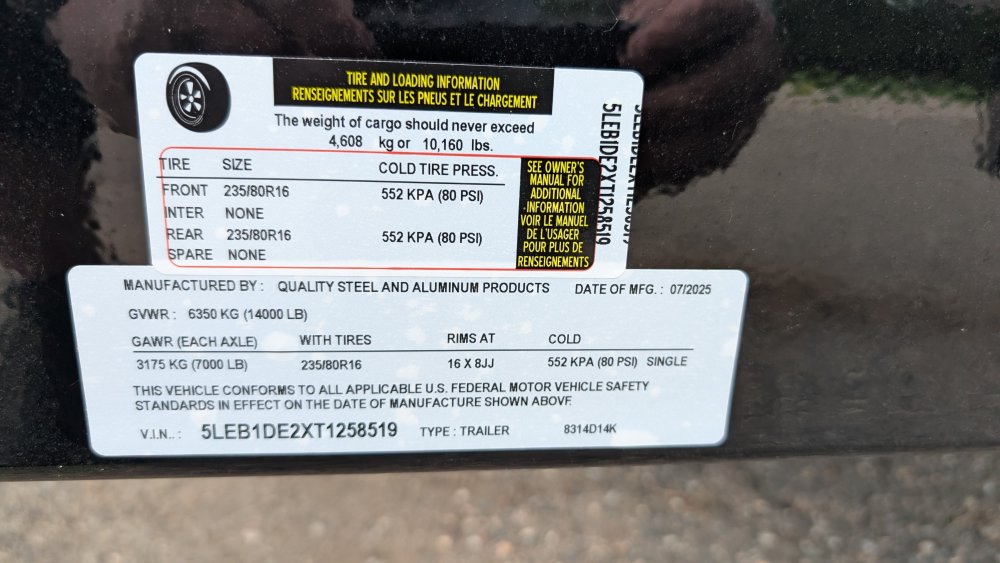 TIRE AND LOADING INFORMATION
RENSEIGNEMENTS SUR LES PNEUS ET LE CHARGEMENT
The weight of cargo should never exceed
4,608 kg or 10,160 lbs.
TIRE SIZE COLD TIRE PRESS.
FRONT 235/80R16 552 KPA (80 PSI)
INTER NONE
REAR 235/80R16 552 KPA (80 PSI)
SPARE NONE
SEE OWNER'S
MANUAL FOR
ADDITIONAL
INFORMATION
VOIR LE MANUEL
DE L'USAGER
POUR PLUS DE
RENSEIGNEMENTS
5LEB1DE2XT1258519
MANUFACTURED BY : QUALITY STEEL AND ALUMINUM PRODUCTS DATE OF MFG. : 07/2025
GVWR : 6350 KG (14000 LB)
GAWR (EACH AXLE) WITH TIRES RIMS AT COLD
3175 KG (7000 LB) 235/80R16 16 X 8JJ 552 KPA (80 PSI) SINGLE
THIS VEHICLE CONFORMS TO ALL APPLICABLE U.S. FEDERAL MOTOR VEHICLE SAFETY
STANDARDS IN EFFECT ON THE DATE OF MANUFACTURE SHOWN ABOVE.
V.I.N.. : 5LEB1DE2XT1258519 TYPE : TRAILER 8314D14K